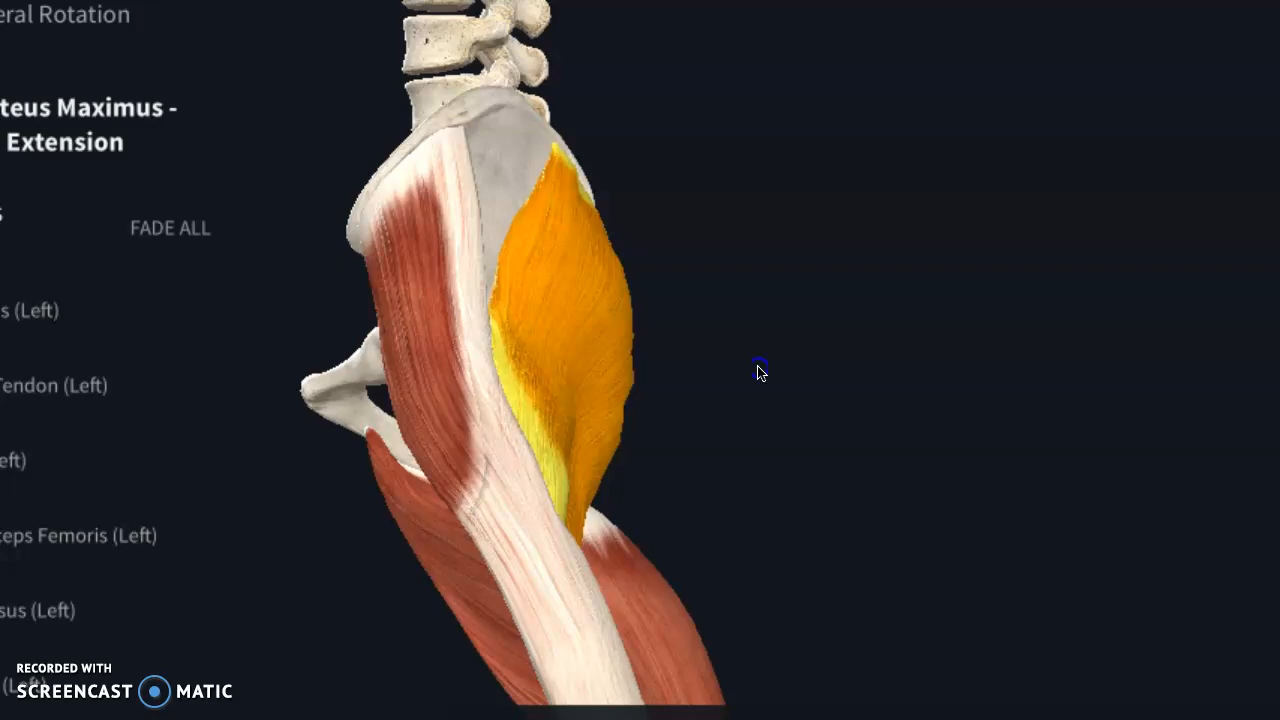 eral Rotation
teus Maximus -
Extension
s
FADE ALL
s (Left)
Tendon (Left)
eft)
ceps Femoris (Left)
sus (Left)
(Left)
RECORDED WITH
SCREENCAST MATIC